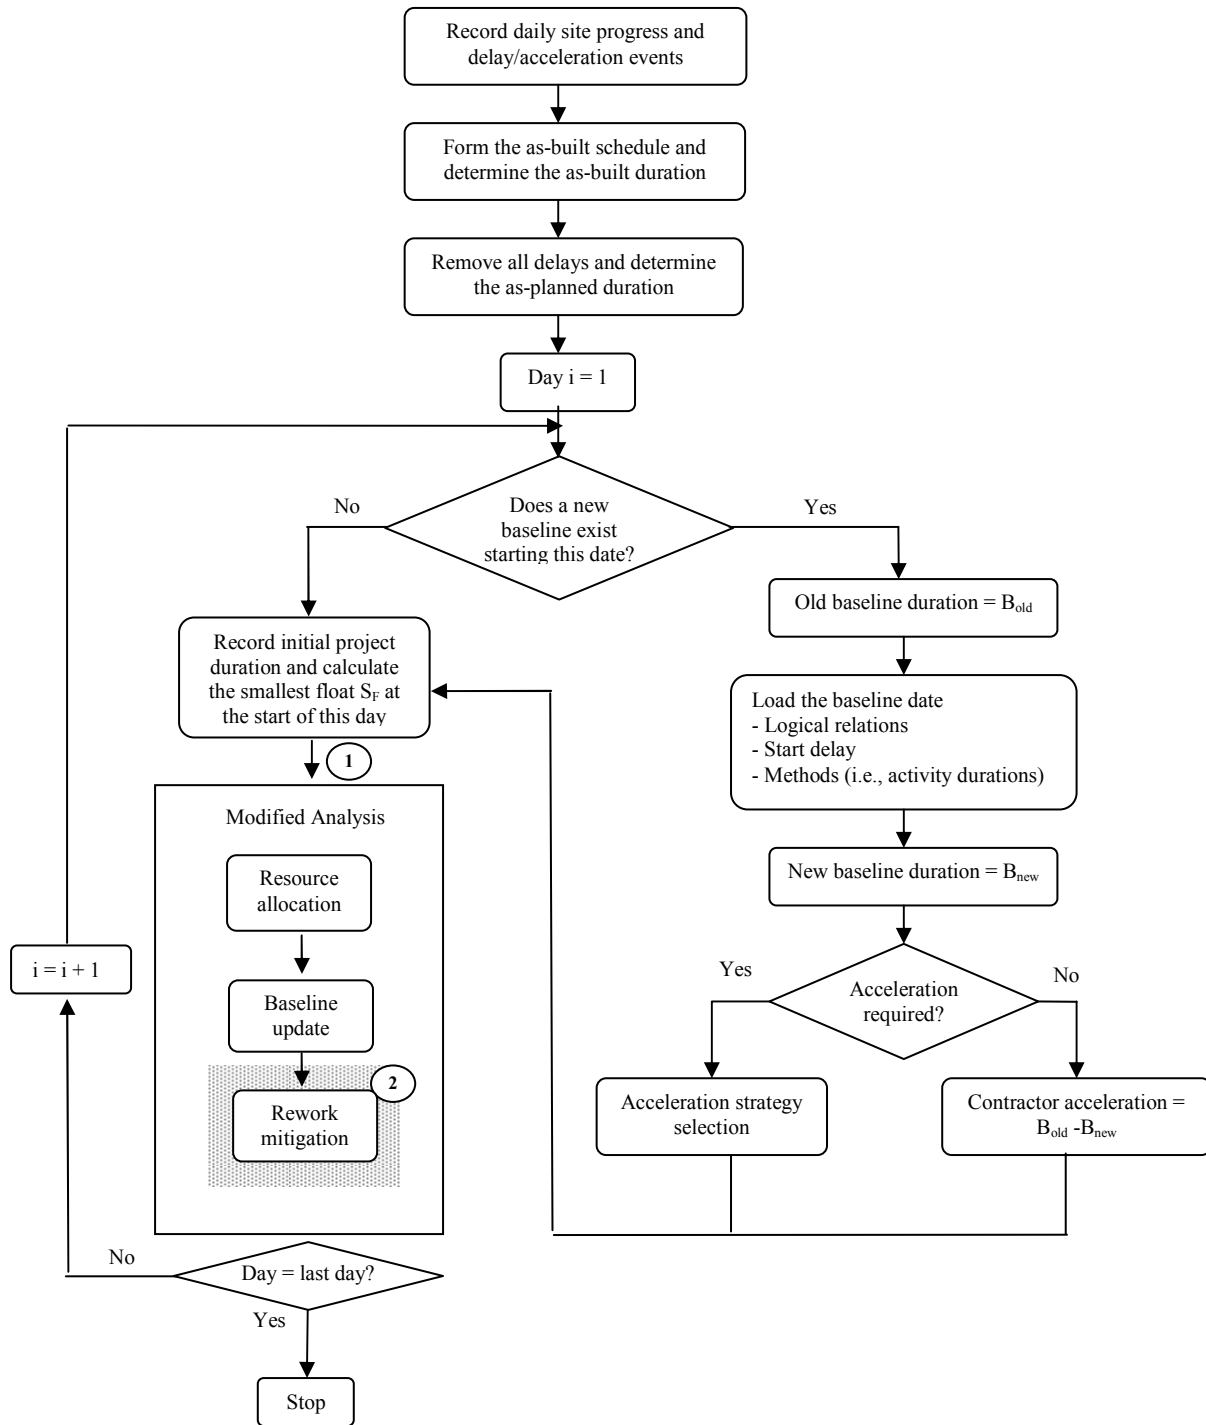 Record daily site progress and
delay/acceleration events
Form the as-built schedule and
determine the as-built duration
Remove all delays and determine
the as-planned duration
Day i = 1
No
Does a new
baseline exist
starting this date?
Yes
Old baseline duration = Bold
Record initial project
duration and calculate
the smallest float SF at
the start of this day
Load the baseline date
- Logical relations
- Start delay
- Methods (i.e., activity durations)
1
Modified Analysis
Resource
allocation
New baseline duration = Bnew
i = i + 1
Baseline
update
Yes
Acceleration
required?
No
2
Rework
mitigation
Acceleration strategy
selection
Contractor acceleration =
Bold -Bnew
No
Day = last day?
Yes
Stop